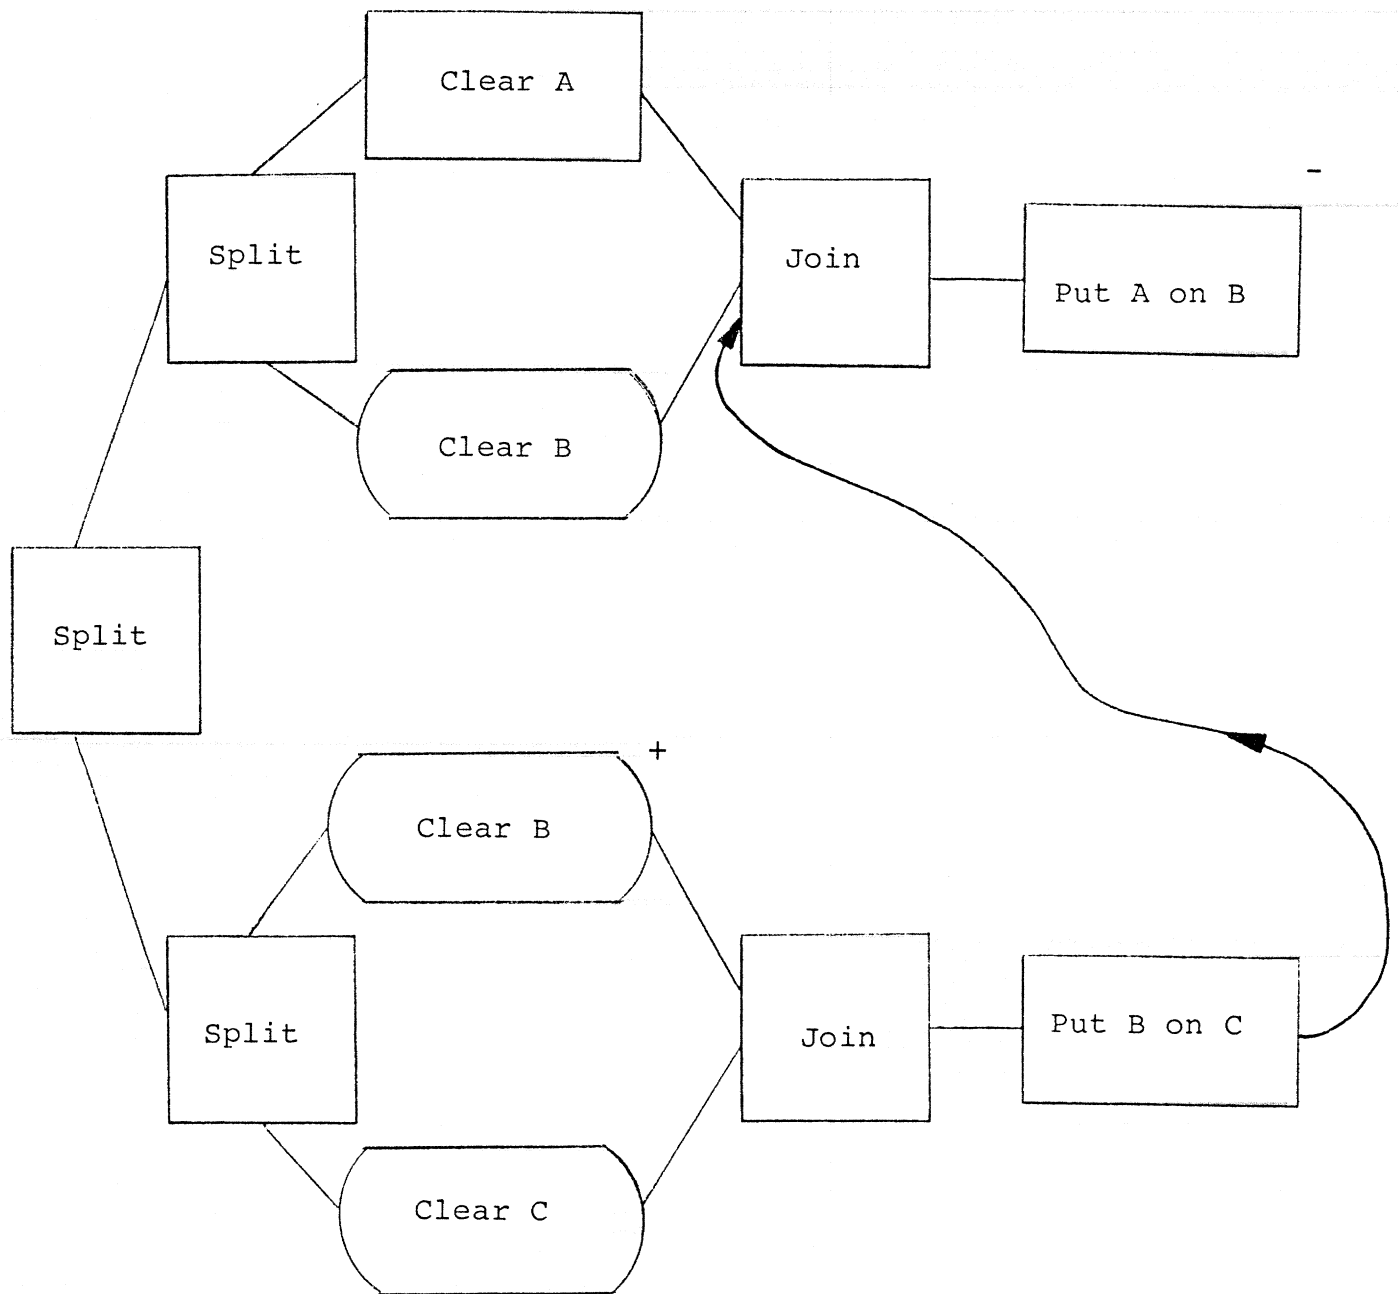 Clear A
-
Split
Join
Put A on B
Clear B
Split
+
Clear B
Split
Join
Put B on C
Clear C